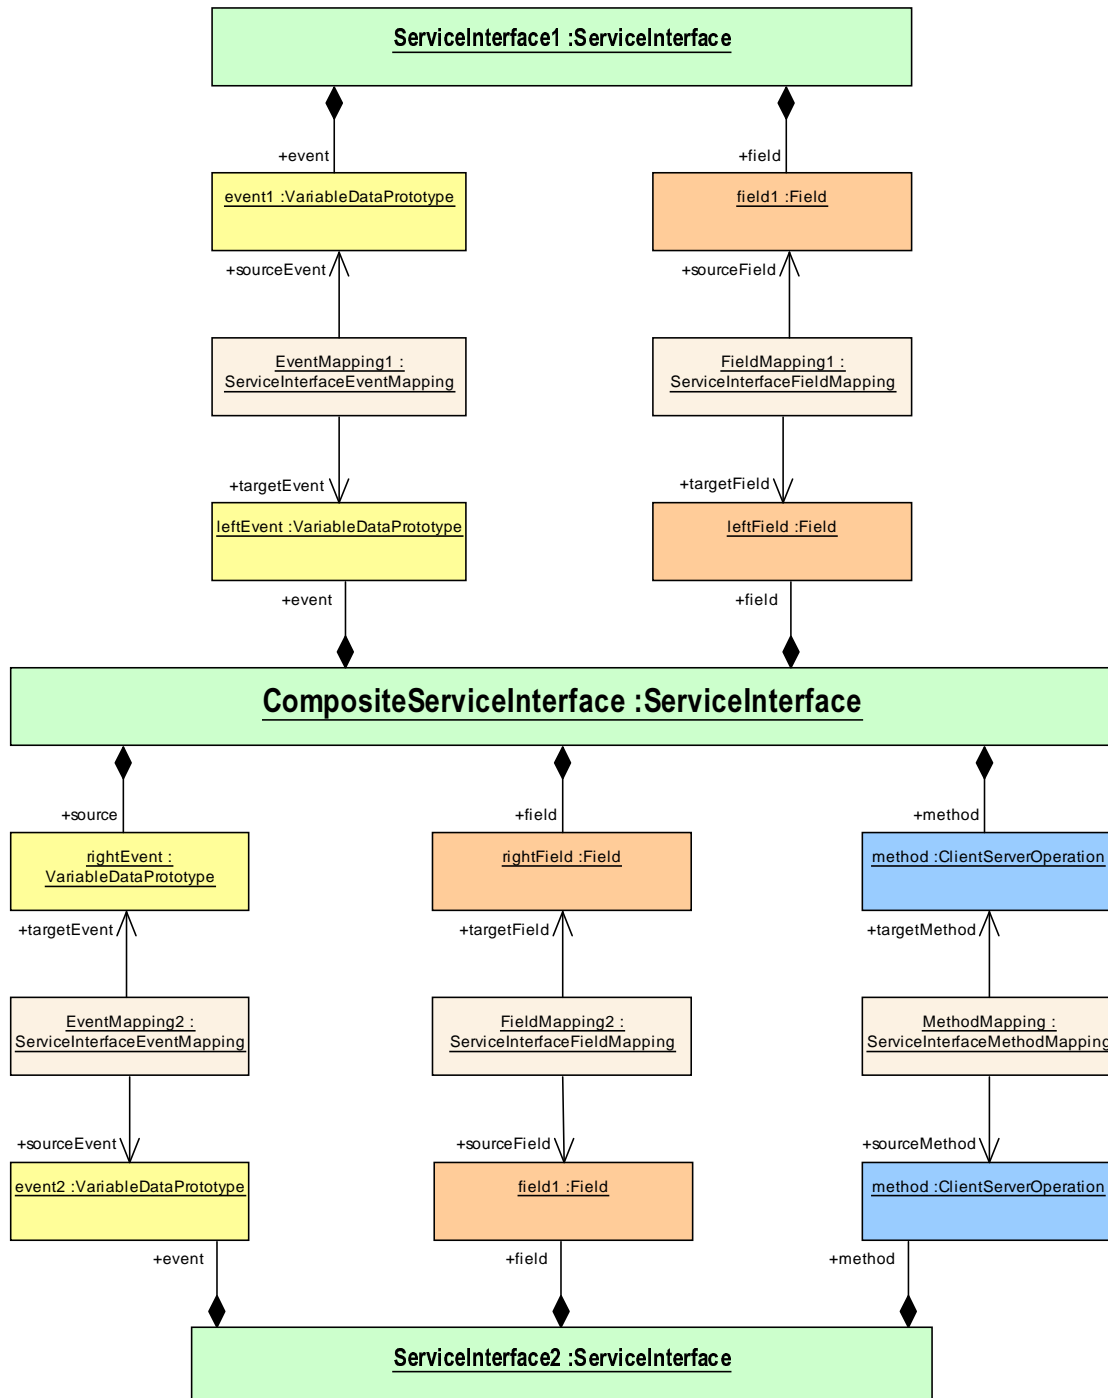 ServiceInterface1 :ServiceInterface
+event
+field
event1 :VariableDataPrototype
field1 :Field
+sourceEvent
+sourceField
EventMapping1 :
ServiceInterfaceEventMapping
FieldMapping1 :
ServiceInterfaceFieldMapping
+targetEvent
+targetField
leftEvent :VariableDataPrototype
leftField :Field
+event
+field
CompositeServiceInterface :ServiceInterface
+source
+field
+method
rightEvent :
VariableDataPrototype
rightField :Field
method :ClientServerOperation
+targetEvent
+targetField
+targetMethod
EventMapping2 :
ServiceInterfaceEventMapping
FieldMapping2 :
ServiceInterfaceFieldMapping
MethodMapping :
ServiceInterfaceMethodMapping
+sourceEvent
+sourceField
+sourceMethod
event2 :VariableDataPrototype
field1 :Field
method :ClientServerOperation
+event
+field
+method
ServiceInterface2 :ServiceInterface